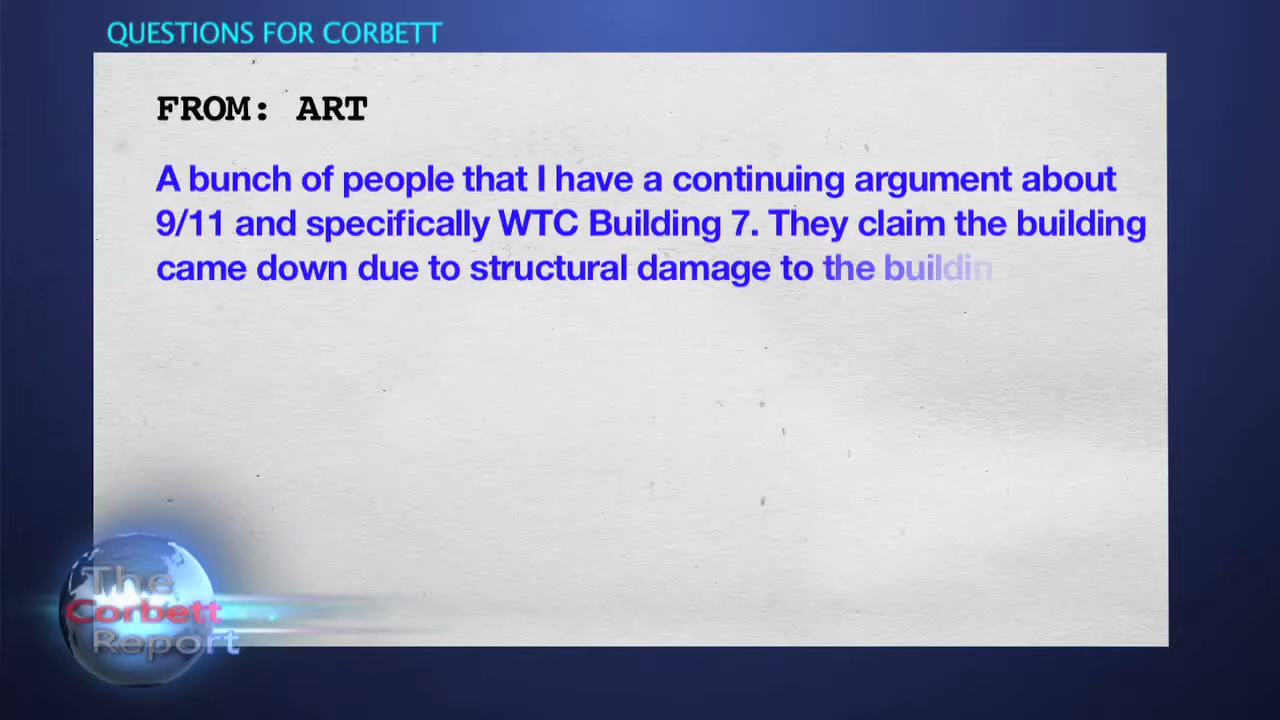 QUESTIONS FOR CORBETT
FROM: ART
A bunch of people that I have a continuing argument about
9/11 and specifically WTC Building 7. They claim the building
came down due to structural damage to the buildin
The
Corbett
Report